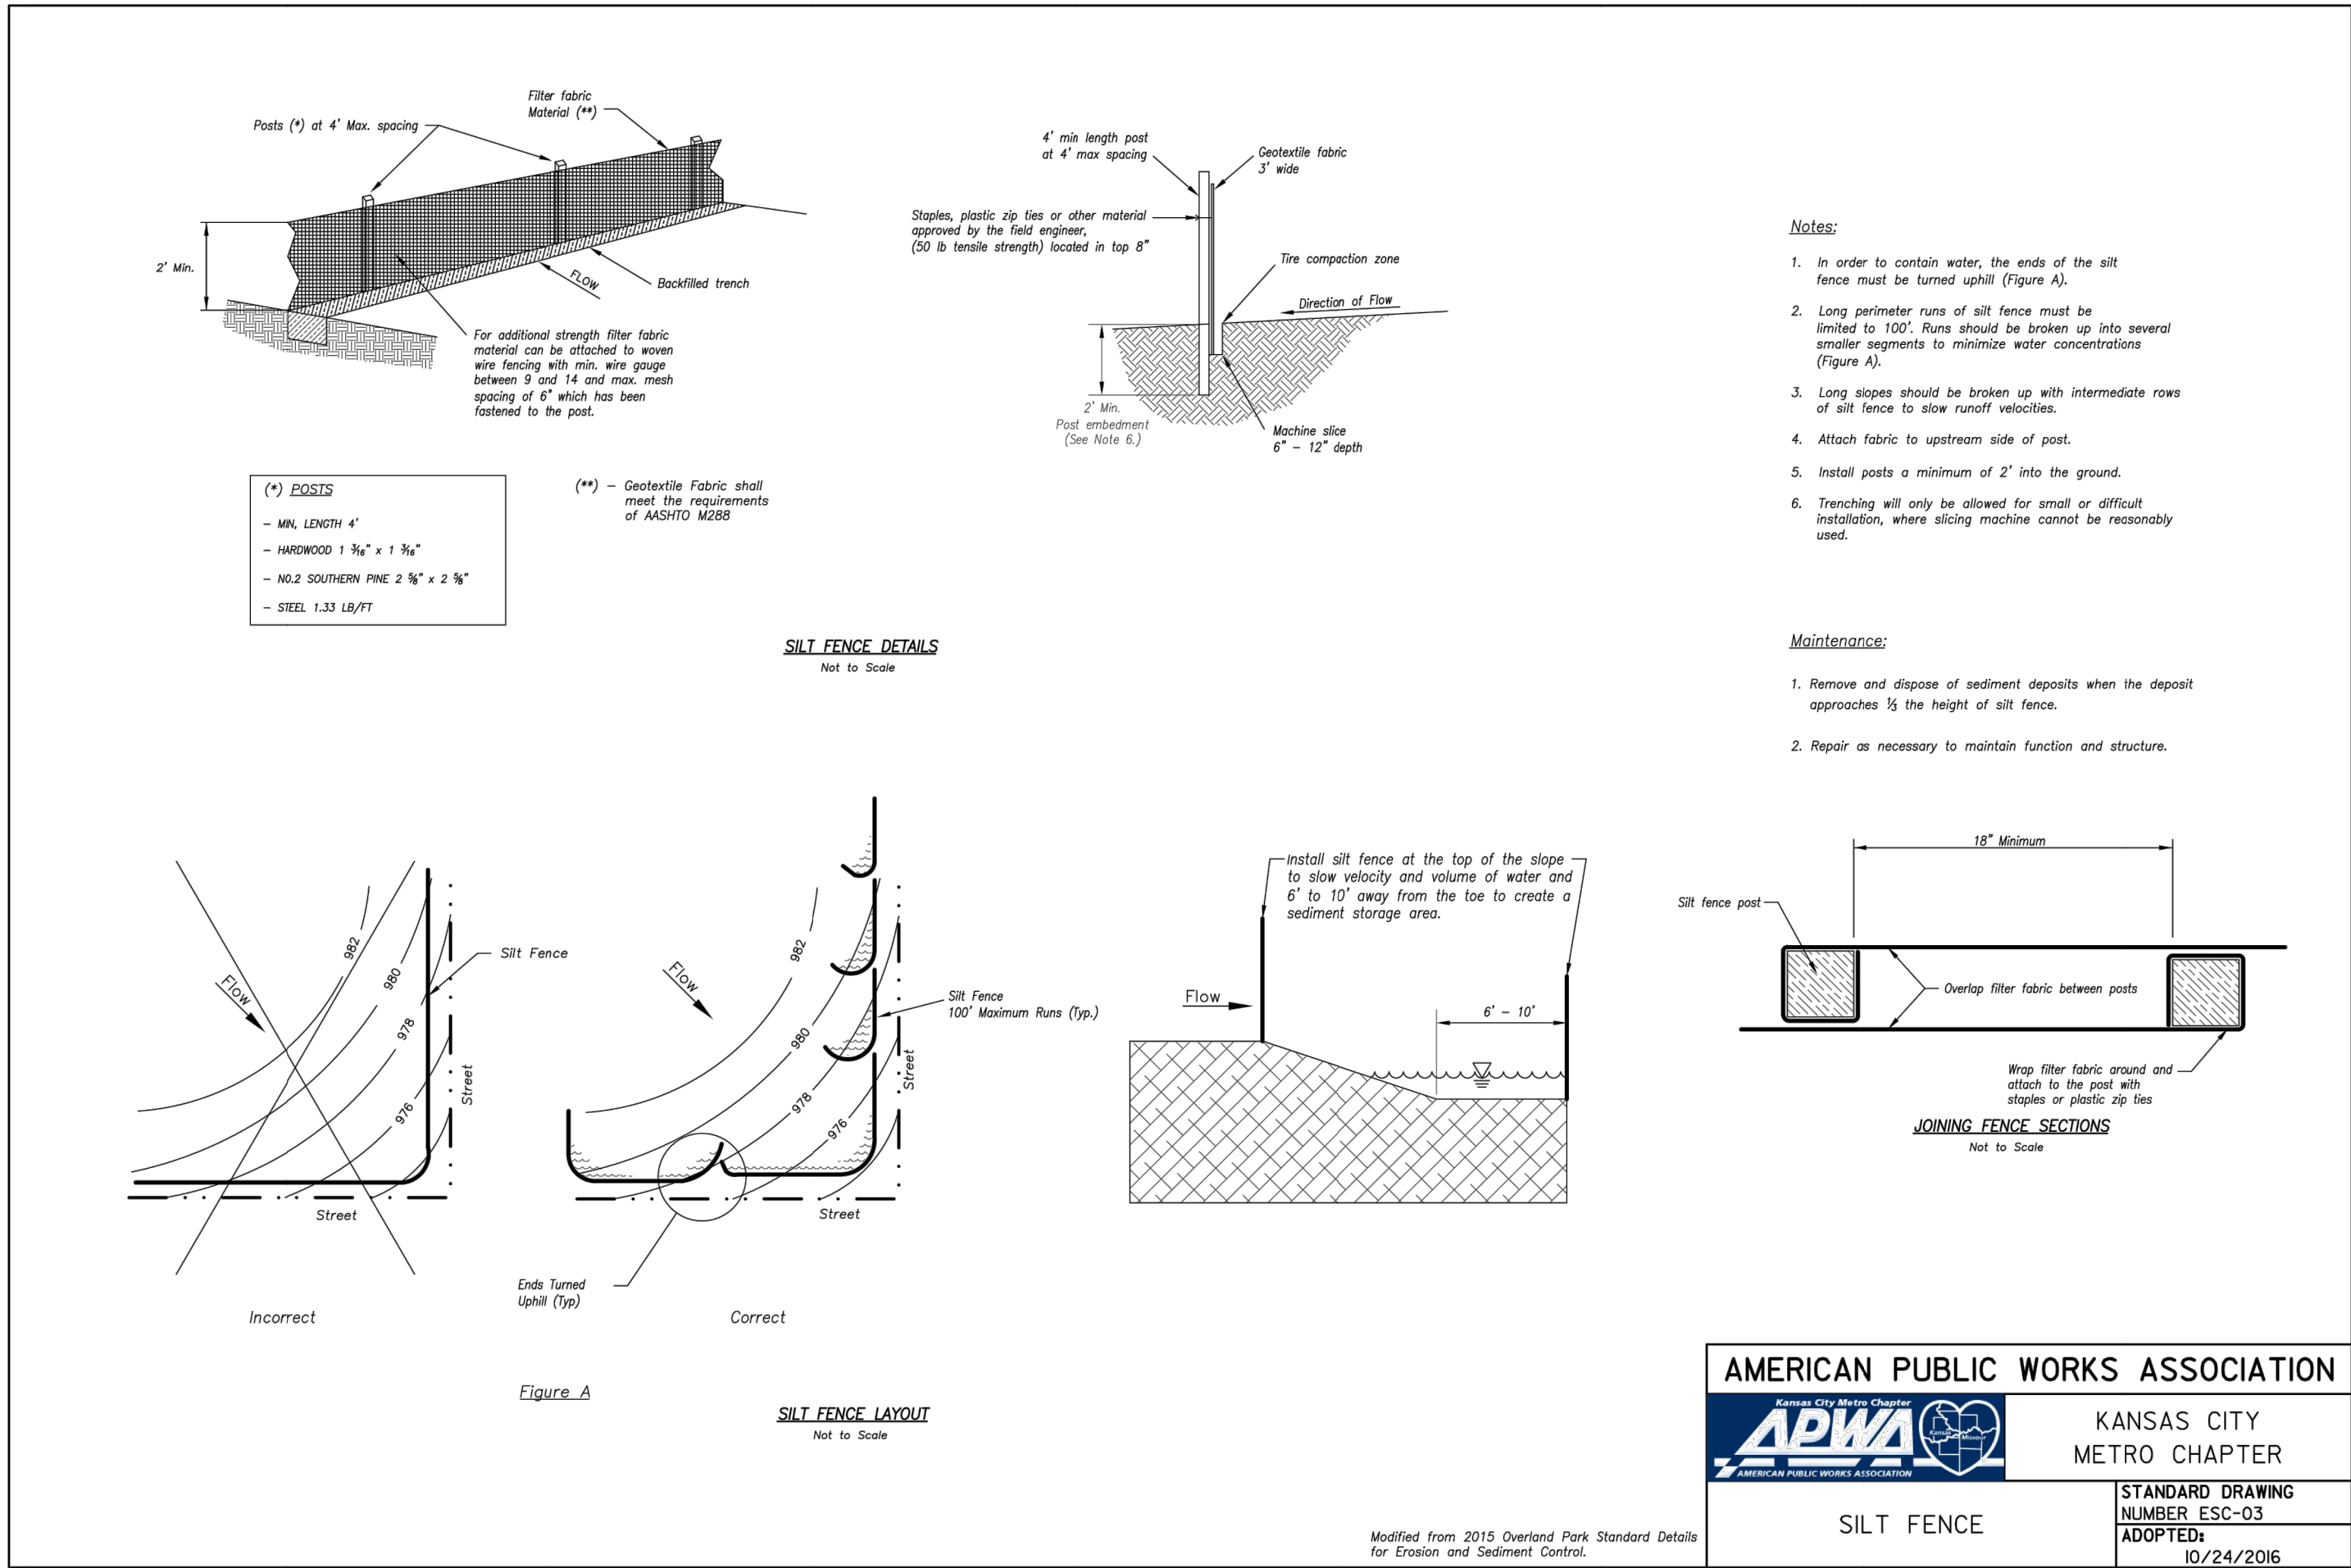 Filter fabric
Material (**)
Posts (*) at 4' Max. spacing
2' Min.
FLOW
Backfilled trench
For additional strength filter fabric
material can be attached to woven
wire fencing with min. wire gauge
between 9 and 14 and max. mesh
spacing of 6" which has been
fastened to the post.
(*) POSTS
– MIN, LENGTH 4'
– HARDWOOD 1 3/16" x 1 3/16"
– NO.2 SOUTHERN PINE 2 5/8" x 2 5/8"
– STEEL 1.33 LB/FT
(**) – Geotextile Fabric shall
meet the requirements
of AASHTO M288
4' min length post
at 4' max spacing
Geotextile fabric
3' wide
Staples, plastic zip ties or other material
approved by the field engineer,
(50 lb tensile strength) located in top 8"
Tire compaction zone
Direction of Flow
2' Min.
Post embedment
(See Note 6.)
Machine slice
6" – 12" depth
SILT FENCE DETAILS
Not to Scale
Notes:
1. In order to contain water, the ends of the silt
fence must be turned uphill (Figure A).
2. Long perimeter runs of silt fence must be
limited to 100'. Runs should be broken up into several
smaller segments to minimize water concentrations
(Figure A).
3. Long slopes should be broken up with intermediate rows
of silt fence to slow runoff velocities.
4. Attach fabric to upstream side of post.
5. Install posts a minimum of 2' into the ground.
6. Trenching will only be allowed for small or difficult
installation, where slicing machine cannot be reasonably
used.
Maintenance:
1. Remove and dispose of sediment deposits when the deposit
approaches 1/3 the height of silt fence.
2. Repair as necessary to maintain function and structure.
982
980
978
976
Flow
Silt Fence
Street
Street
Incorrect
982
980
978
976
Flow
Silt Fence
100' Maximum Runs (Typ.)
Street
Street
Ends Turned
Uphill (Typ)
Correct
Figure A
SILT FENCE LAYOUT
Not to Scale
Install silt fence at the top of the slope
to slow velocity and volume of water and
6' to 10' away from the toe to create a
sediment storage area.
Flow
6' – 10'
18" Minimum
Silt fence post
Overlap filter fabric between posts
Wrap filter fabric around and
attach to the post with
staples or plastic zip ties
JOINING FENCE SECTIONS
Not to Scale
Modified from 2015 Overland Park Standard Details
for Erosion and Sediment Control.
AMERICAN PUBLIC WORKS ASSOCIATION
Kansas City Metro Chapter
APWA
Kansas
Missouri
AMERICAN PUBLIC WORKS ASSOCIATION
KANSAS CITY
METRO CHAPTER
SILT FENCE
STANDARD DRAWING
NUMBER ESC-03
ADOPTED:
10/24/2016